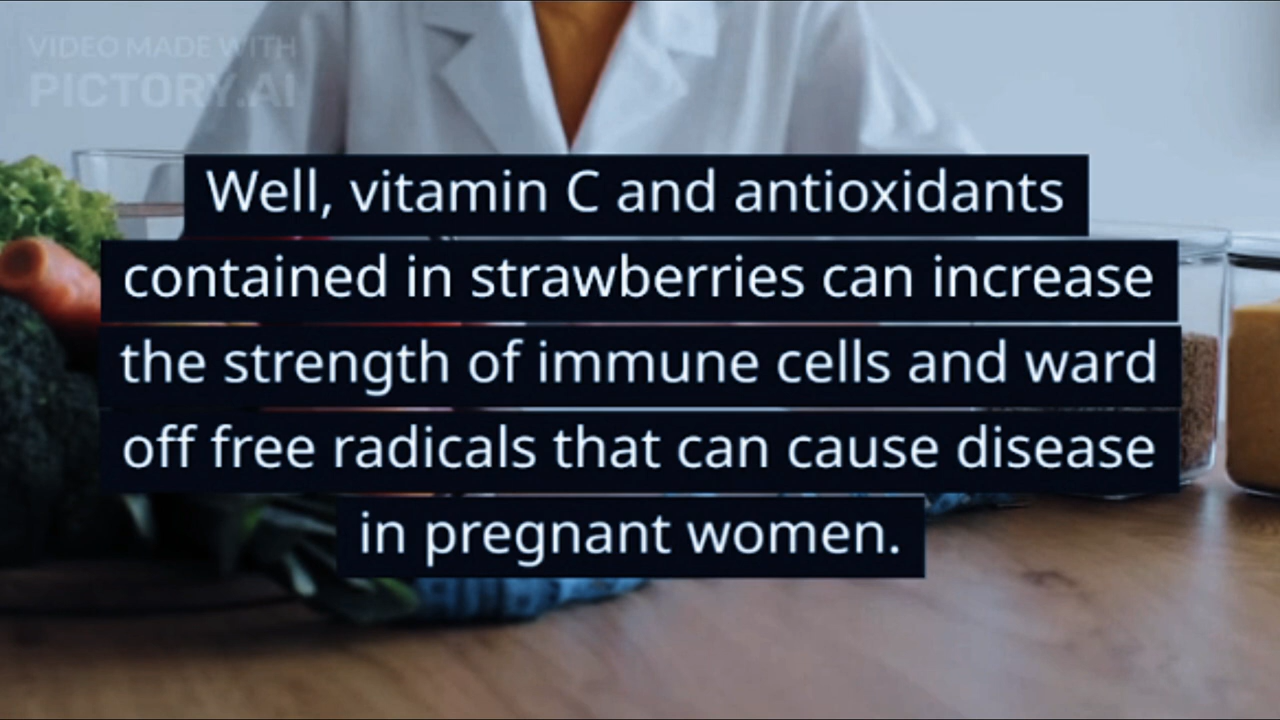 VIDEO MADE WITH
PICTORY.AI
Well, vitamin C and antioxidants
contained in strawberries can increase
the strength of immune cells and ward
off free radicals that can cause disease
in pregnant women.